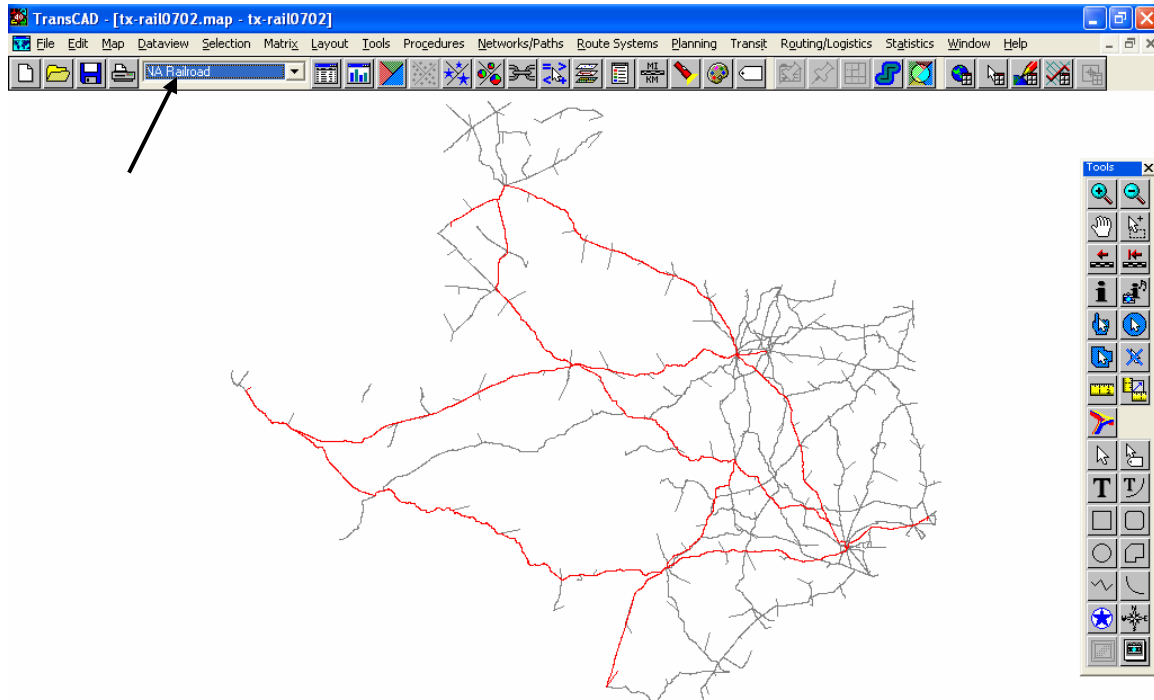 TransCAD - [tx-rail0702.map - tx-rail0702]
File Edit Map Dataview Selection Matrix Layout Tools Procedures Networks/Paths Route Systems Planning Transit Routing/Logistics Statistics Window Help
NA Railroad
MI
KM
Tools
i
i
T
T